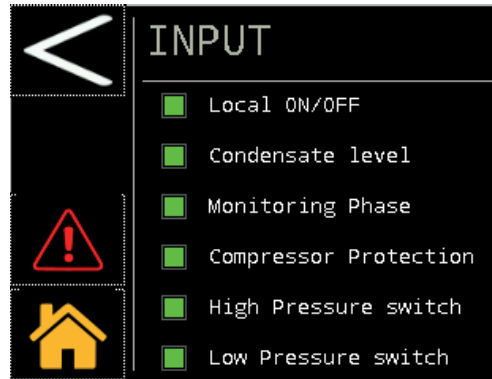 INPUT
Local ON/OFF
Condensate level
Monitoring Phase
Compressor Protection
High Pressure switch
Low Pressure switch